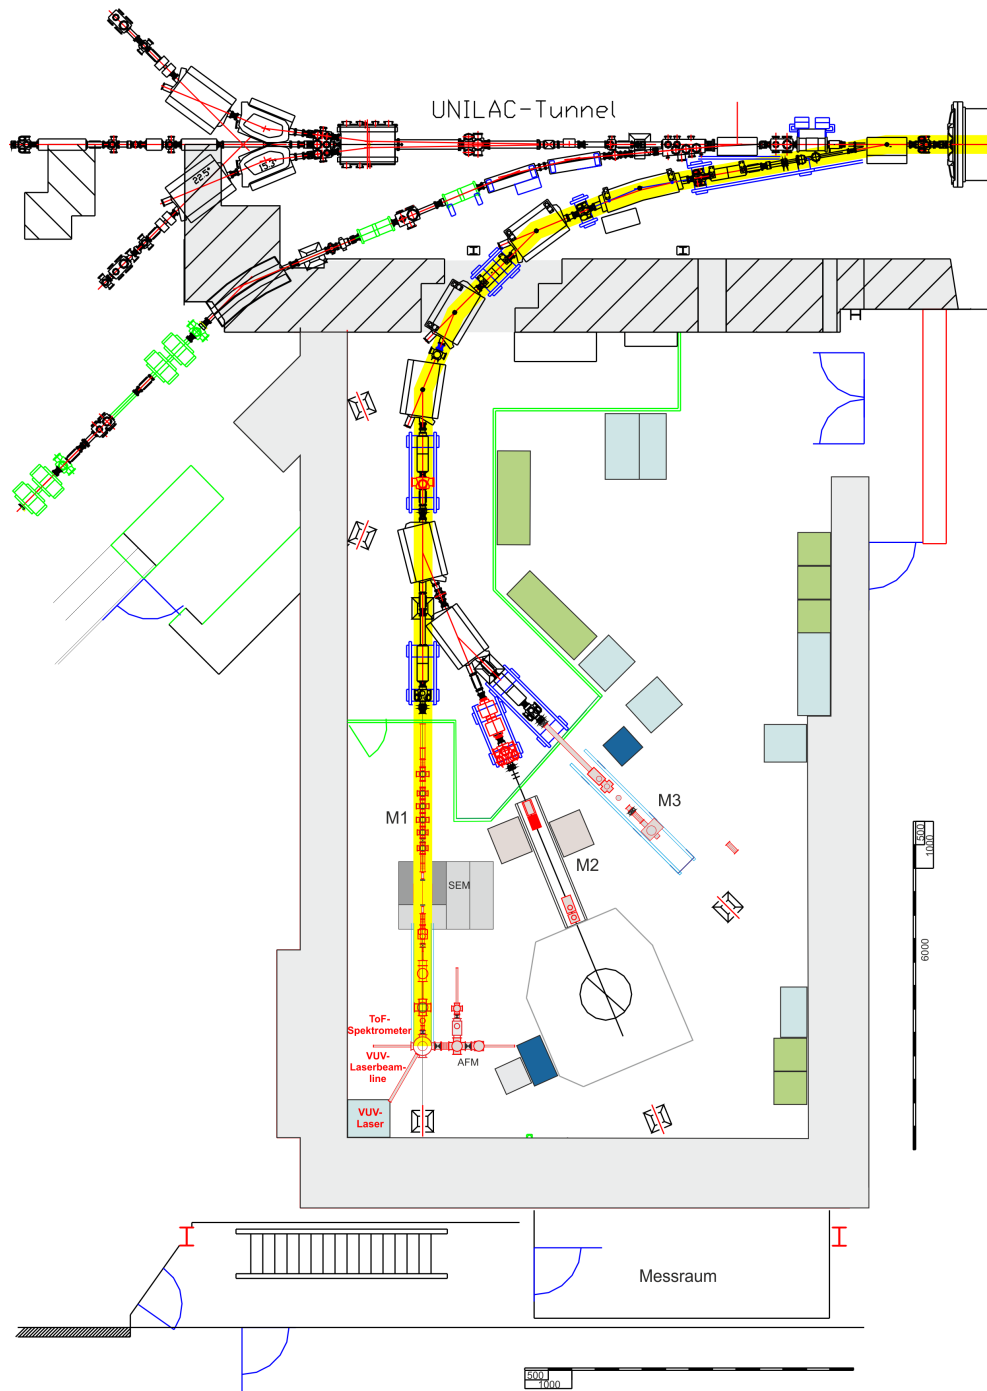 UNILAC-Tunnel
22.5°
15.2°
M1
M3
M2
SEM
500
1000
6000
ToF-
Spektrometer
VUV-
Laserbeam-
line
AFM
VUV-
Laser
Messraum
500
1000